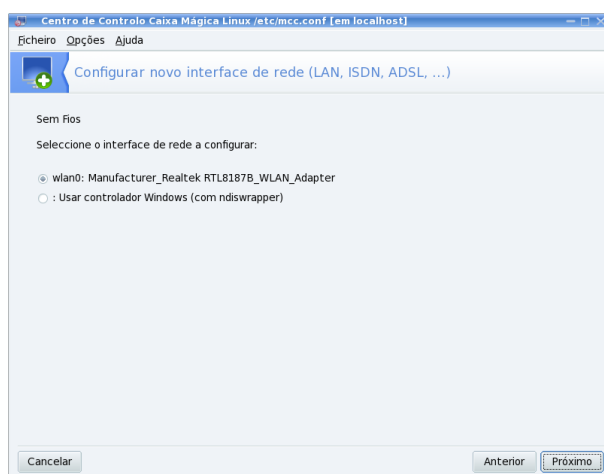 Centro de Controlo Caixa Mágica Linux /etc/mcc.conf [em localhost]
Ficheiro Opções Ajuda
Configurar novo interface de rede (LAN, ISDN, ADSL, ...)
Sem Fios
Seleccione o interface de rede a configurar:
wlan0: Manufacturer_Realtek RTL8187B_WLAN_Adapter
: Usar controlador Windows (com ndiswrapper)
Cancelar Anterior Próximo